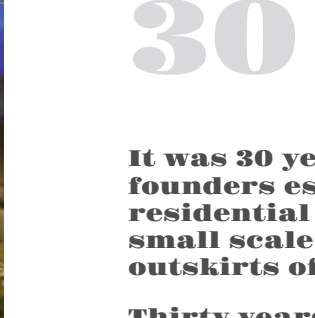 30
It was 30 ye
founders es
residential
small scale
outskirts of
Thirty years